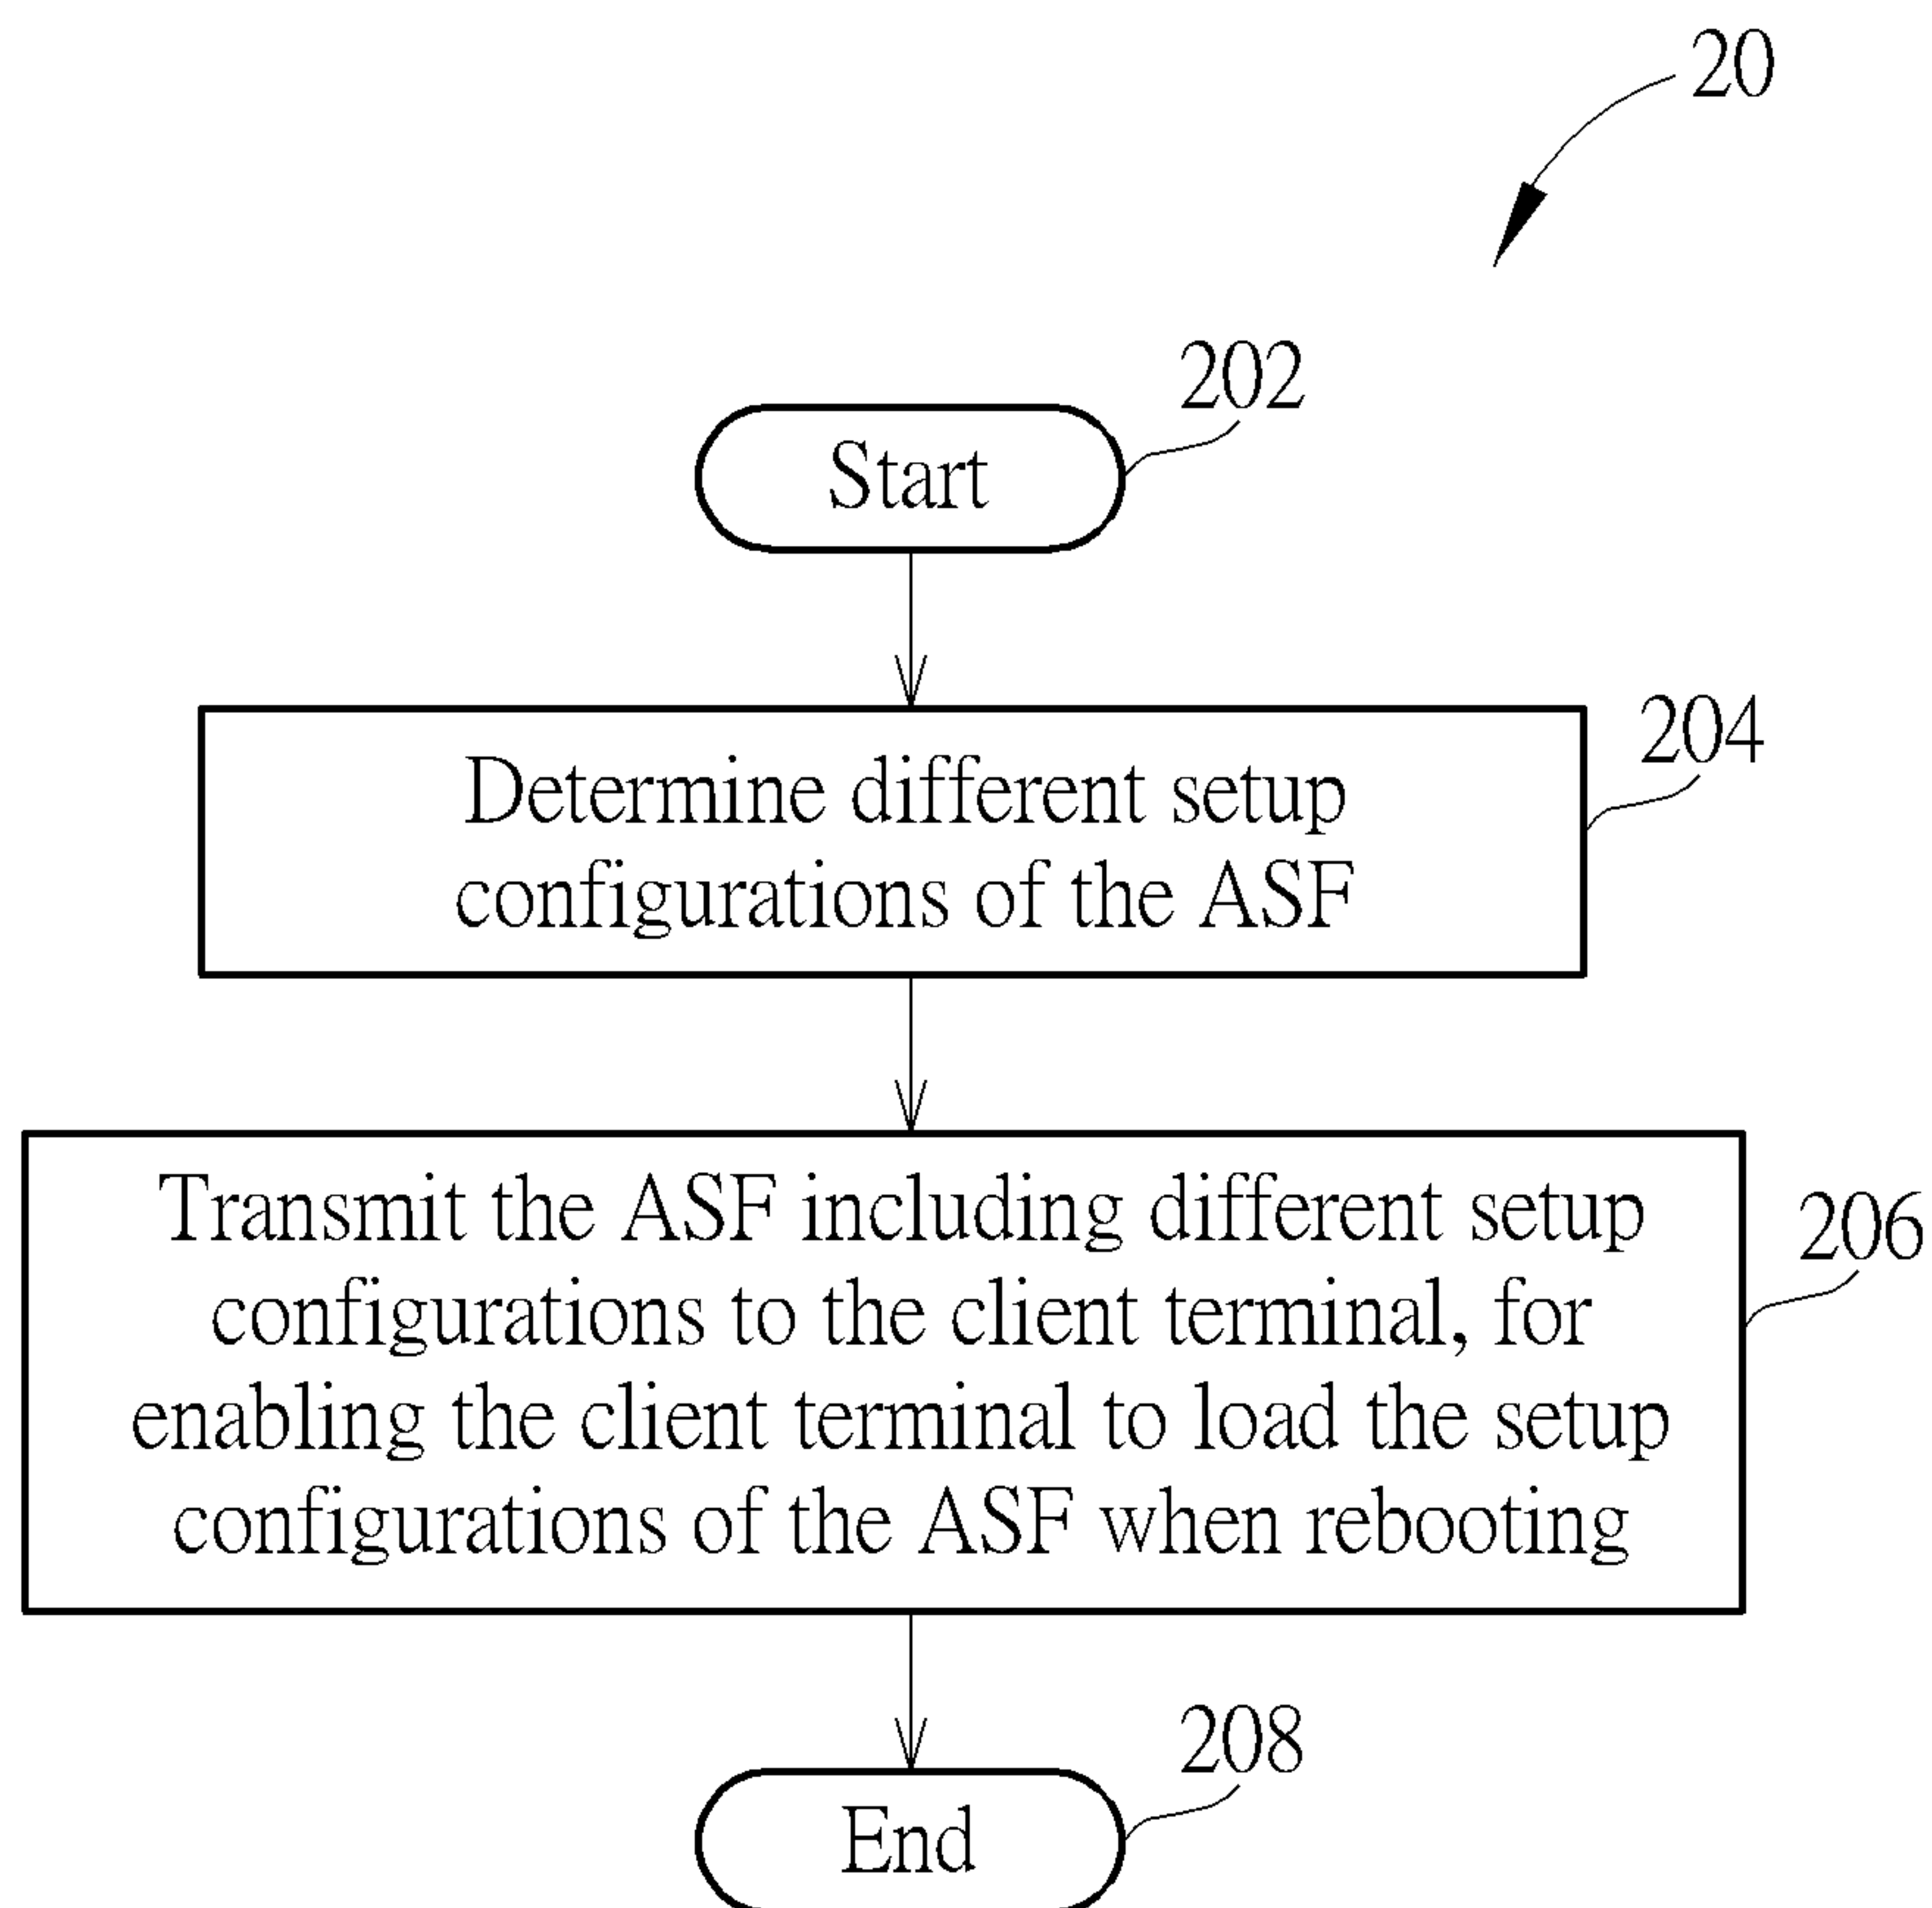 20
202
Start
204
Determine different setup
configurations of the ASF
206
Transmit the ASF including different setup
configurations to the client terminal, for
enabling the client terminal to load the setup
configurations of the ASF when rebooting
208
End